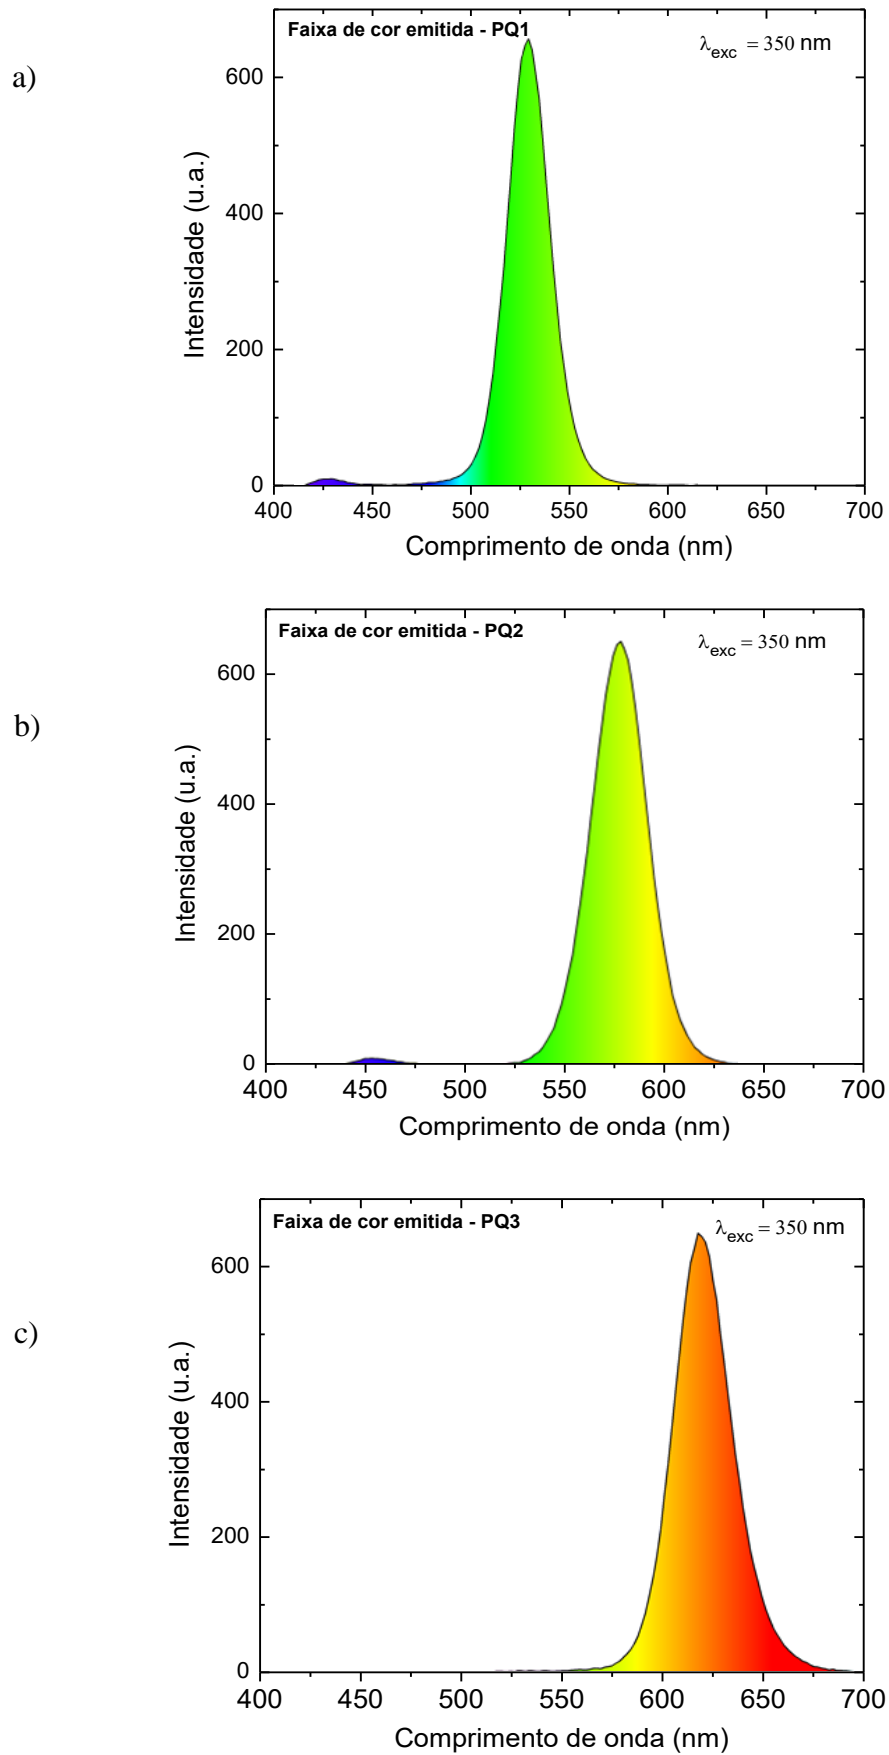 a)
Faixa de cor emitida - PQ1
λexc = 350 nm
600
400
200
0
Intensidade (u.a.)
400 450 500 550 600 650 700
Comprimento de onda (nm)
b)
Faixa de cor emitida - PQ2
λexc = 350 nm
600
400
200
0
Intensidade (u.a.)
400 450 500 550 600 650 700
Comprimento de onda (nm)
c)
Faixa de cor emitida - PQ3
λexc = 350 nm
600
400
200
0
Intensidade (u.a.)
400 450 500 550 600 650 700
Comprimento de onda (nm)